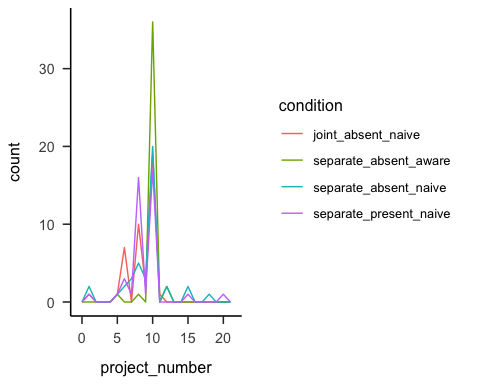 30
20
10
0
count
0 5 10 15 20
project_number
condition
joint_absent_naive
separate_absent_aware
separate_absent_naive
separate_present_naive